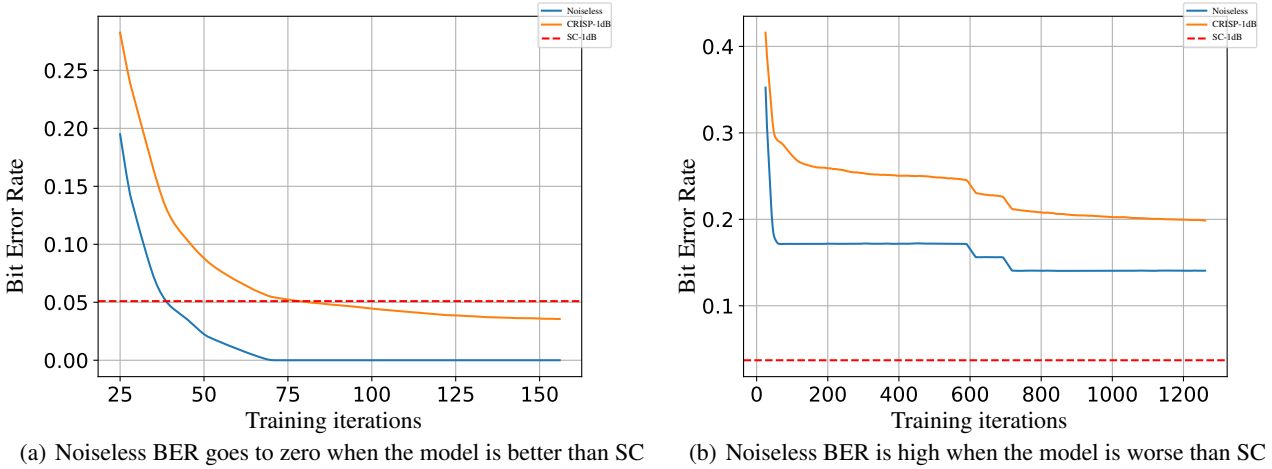 Noiseless
CRISP-1dB
SC-1dB
0.25
0.20
0.15
0.10
0.05
0.00
Bit Error Rate
25 50 75 100 125 150
Training iterations
(a) Noiseless BER goes to zero when the model is better than SC
Noiseless
CRISP-1dB
SC-1dB
0.4
0.3
0.2
0.1
Bit Error Rate
0 200 400 600 800 1000 1200
Training iterations
(b) Noiseless BER is high when the model is worse than SC